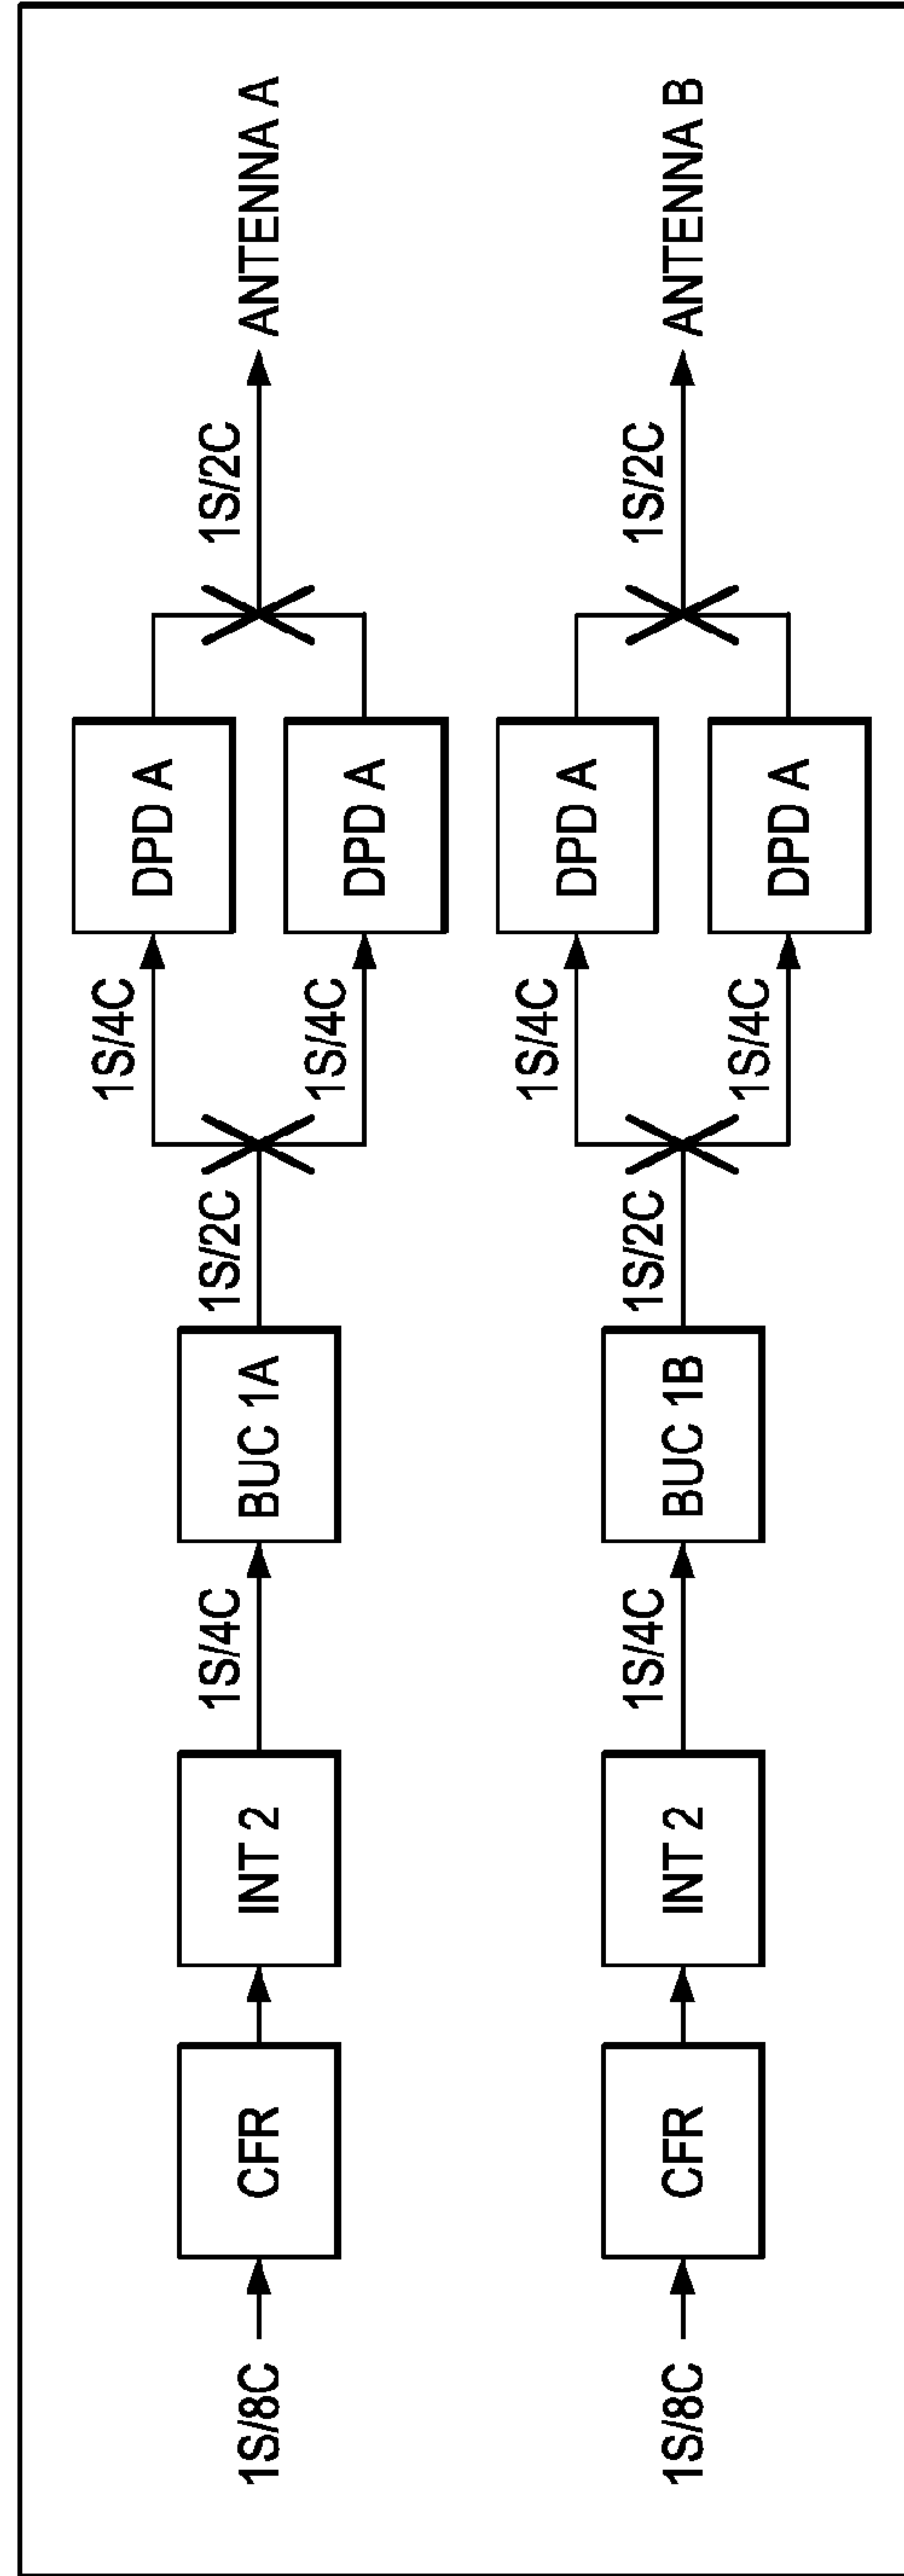 1S/8C
CFR
INT 2
1S/4C
BUC 1A
1S/2C
1S/4C
DPD A
1S/4C
DPD A
1S/2C
ANTENNA A
1S/8C
CFR
INT 2
1S/4C
BUC 1B
1S/2C
1S/4C
DPD A
1S/4C
DPD A
1S/2C
ANTENNA B